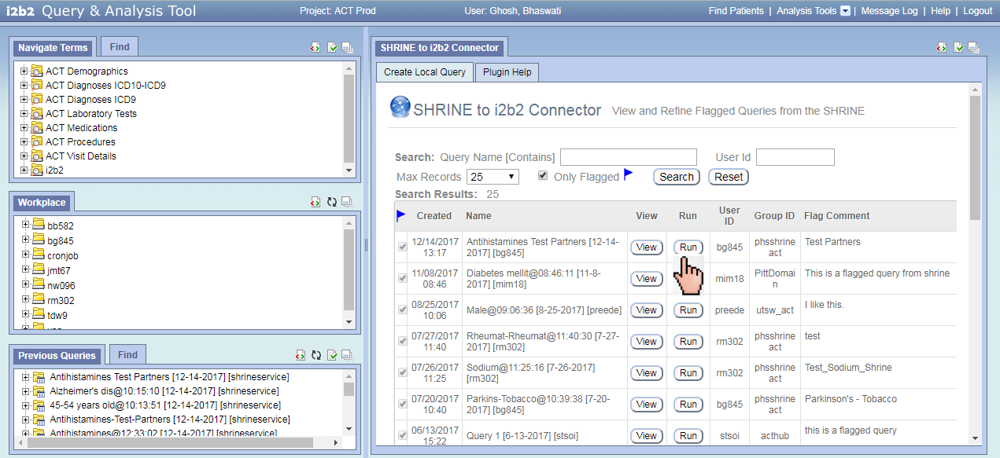 i2b2 Query & Analysis Tool
Project: ACT Prod
User: Ghosh, Bhaswati
Find Patients | Analysis Tools | Message Log | Help | Logout
Navigate Terms
Find
ACT Demographics
ACT Diagnoses ICD10-ICD9
ACT Diagnoses ICD9
ACT Laboratory Tests
ACT Medications
ACT Procedures
ACT Visit Details
i2b2
Workplace
bb582
bg845
cronjob
jmt67
nw096
rm302
tdw9
Previous Queries
Find
Antihistamines Test Partners [12-14-2017] [shrineservice]
Alzheimer's dis@10:15:10 [12-14-2017] [shrineservice]
45-54 years old@10:13:51 [12-14-2017] [shrineservice]
Antihistamines-Test-Partners [12-14-2017] [shrineservice]
Antihistamines@12:33:02 [12-14-2017] [shrineservice]
SHRINE to i2b2 Connector
Create Local Query
Plugin Help
SHRINE to i2b2 Connector View and Refine Flagged Queries from the SHRINE
Search: Query Name [Contains] User Id
Max Records 25 Only Flagged Search Reset
Search Results: 25
Created Name View Run User ID Group ID Flag Comment
12/14/2017 13:17 Antihistamines Test Partners [12-14-2017] [bg845] View Run bg845 phsshrine act Test Partners
11/08/2017 08:46 Diabetes mellit@08:46:11 [11-8-2017] [mim18] View mim18 PittDomain This is a flagged query from shrine
08/25/2017 10:06 Male@09:06:36 [8-25-2017] [preede] View Run preede utsw_act I like this.
07/27/2017 11:40 Rheumat-Rheumat@11:40:30 [7-27-2017] [rm302] View Run rm302 phsshrine act test
07/26/2017 11:25 Sodium@11:25:16 [7-26-2017] [rm302] View Run rm302 phsshrine act Test_Sodium_Shrine
07/20/2017 10:40 Parkins-Tobacco@10:39:38 [7-20-2017] [bg845] View Run bg845 phsshrine act Parkinson's - Tobacco
06/13/2017 15:22 Query 1 [6-13-2017] [stsoi] View Run stsoi acthub this is a flagged query